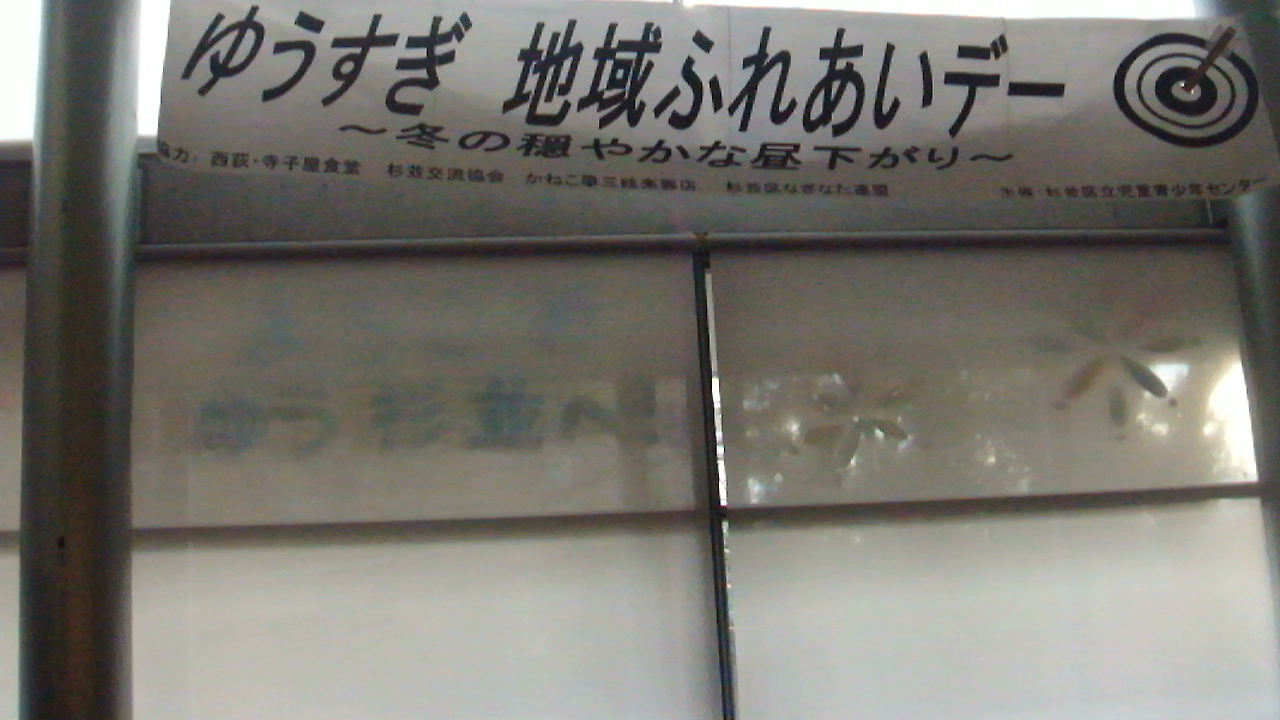 ゆうすぎ 地域ふれあいデー
～冬の穏やかな昼下がり～
協力：西荻・寺子屋食堂 杉並交流協会 かねこ琴三絃楽器店 杉並区なぎなた連盟 主催：杉並区立児童青少年センター
ゆう杉並へ